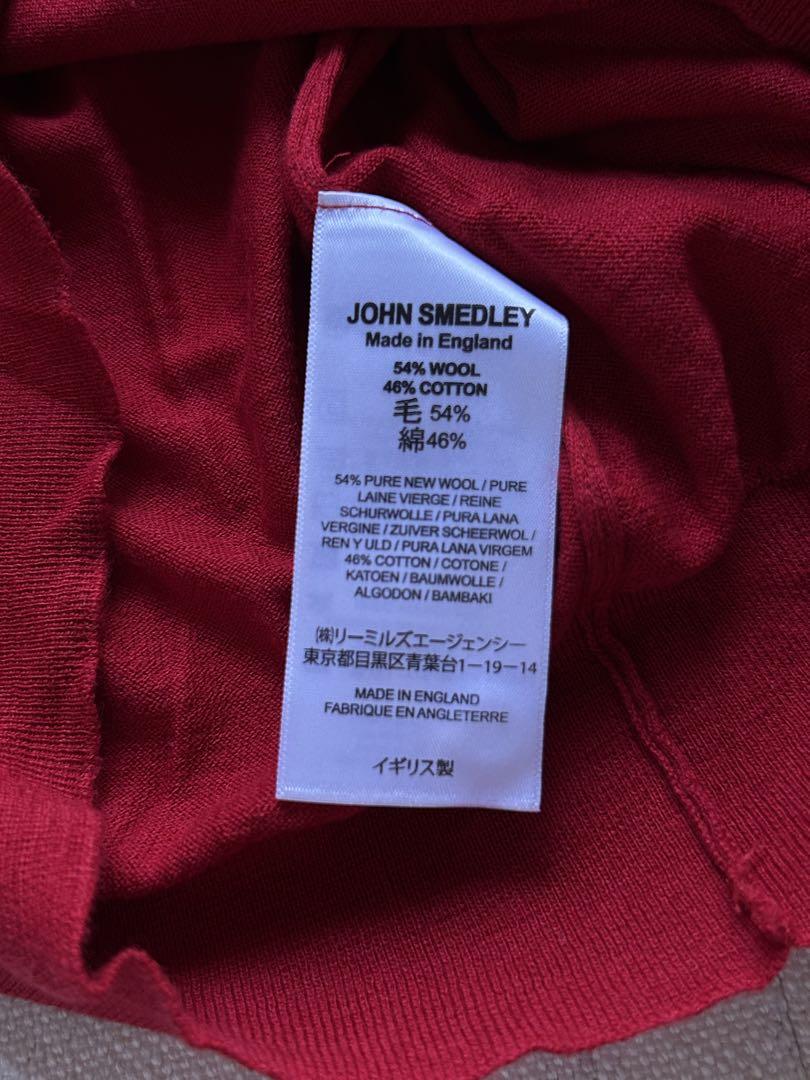 JOHN SMEDLEY
Made in England
54% WOOL
46% COTTON
毛 54%
綿46%
54% PURE NEW WOOL / PURE
LAINE VIERGE / REINE
SCHURWOLLE / PURA LANA
VERGINE / ZUIVER SCHEERWOL /
REN Y ULD / PURA LANA VIRGEM
46% COTTON / COTONE /
KATOEN / BAUMWOLLE /
ALGODON / BAMBAKI
㈱リーミルズエージェンシー
東京都目黒区青葉台1−19−14
MADE IN ENGLAND
FABRIQUE EN ANGLETERRE
イギリス製